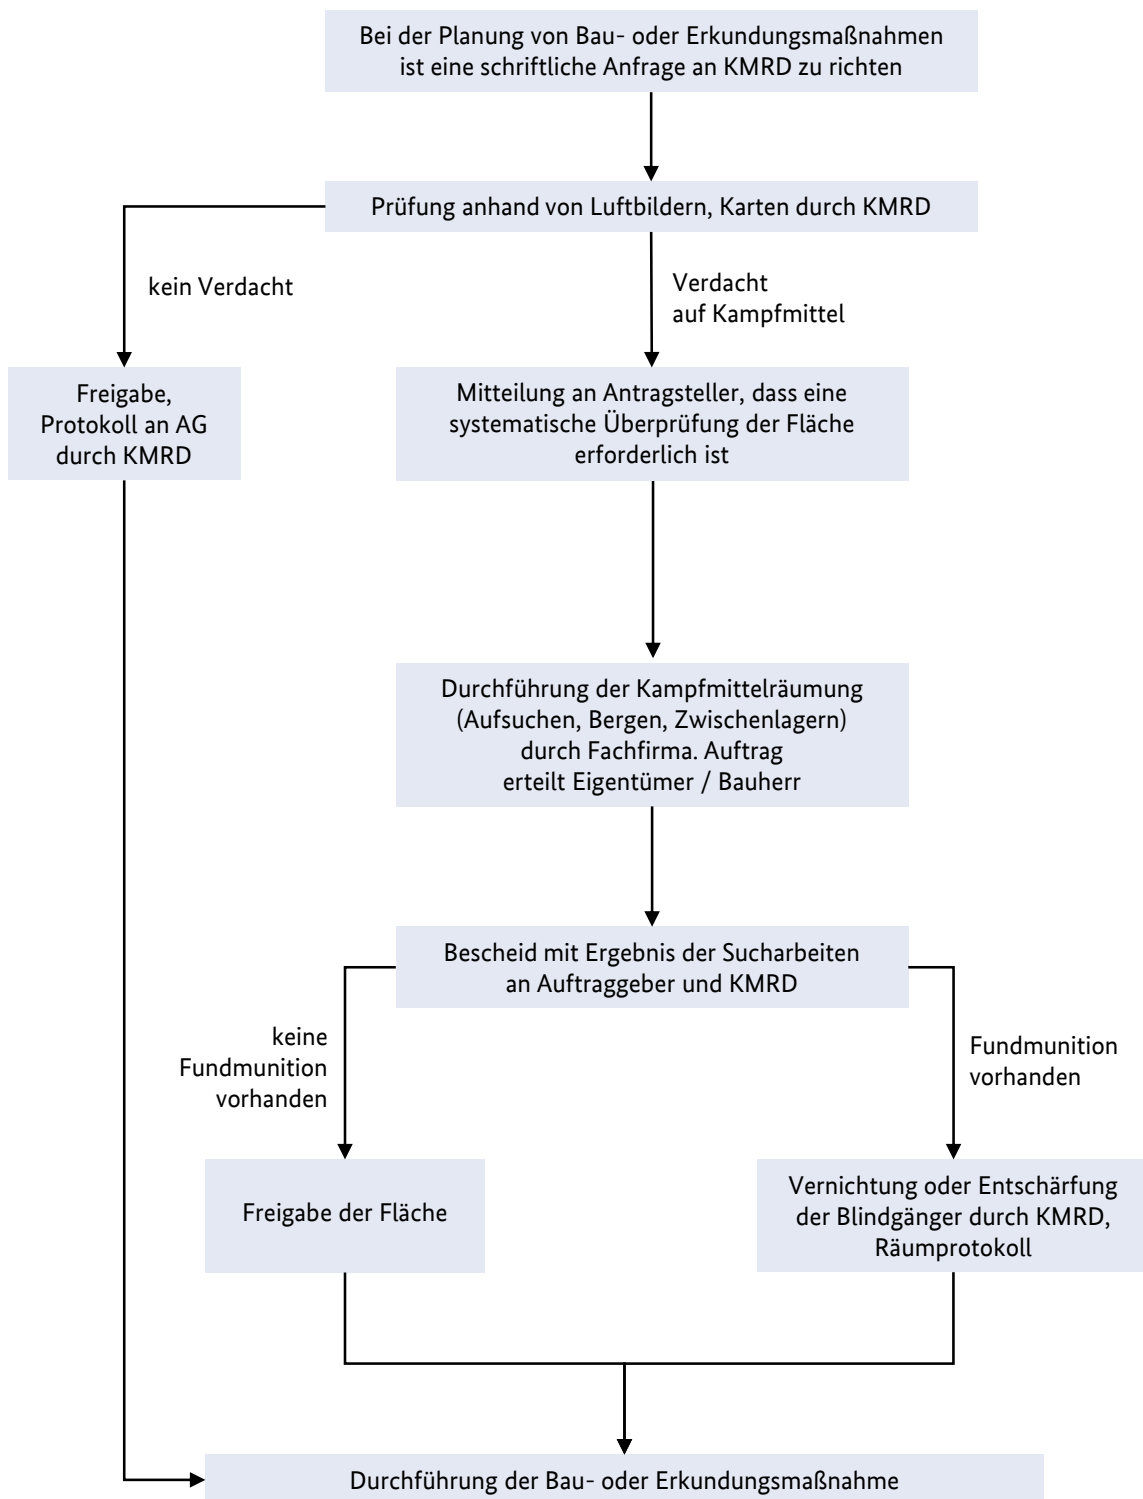 Bei der Planung von Bau- oder Erkundungsmaßnahmen
ist eine schriftliche Anfrage an KMRD zu richten
Prüfung anhand von Luftbildern, Karten durch KMRD
kein Verdacht
Verdacht
auf Kampfmittel
Freigabe,
Protokoll an AG
durch KMRD
Mitteilung an Antragsteller, dass eine
systematische Überprüfung der Fläche
erforderlich ist
Durchführung der Kampfmittelräumung
(Aufsuchen, Bergen, Zwischenlagern)
durch Fachfirma. Auftrag
erteilt Eigentümer / Bauherr
Bescheid mit Ergebnis der Sucharbeiten
an Auftraggeber und KMRD
keine
Fundmunition
vorhanden
Fundmunition
vorhanden
Freigabe der Fläche
Vernichtung oder Entschärfung
der Blindgänger durch KMRD,
Räumprotokoll
Durchführung der Bau- oder Erkundungsmaßnahme